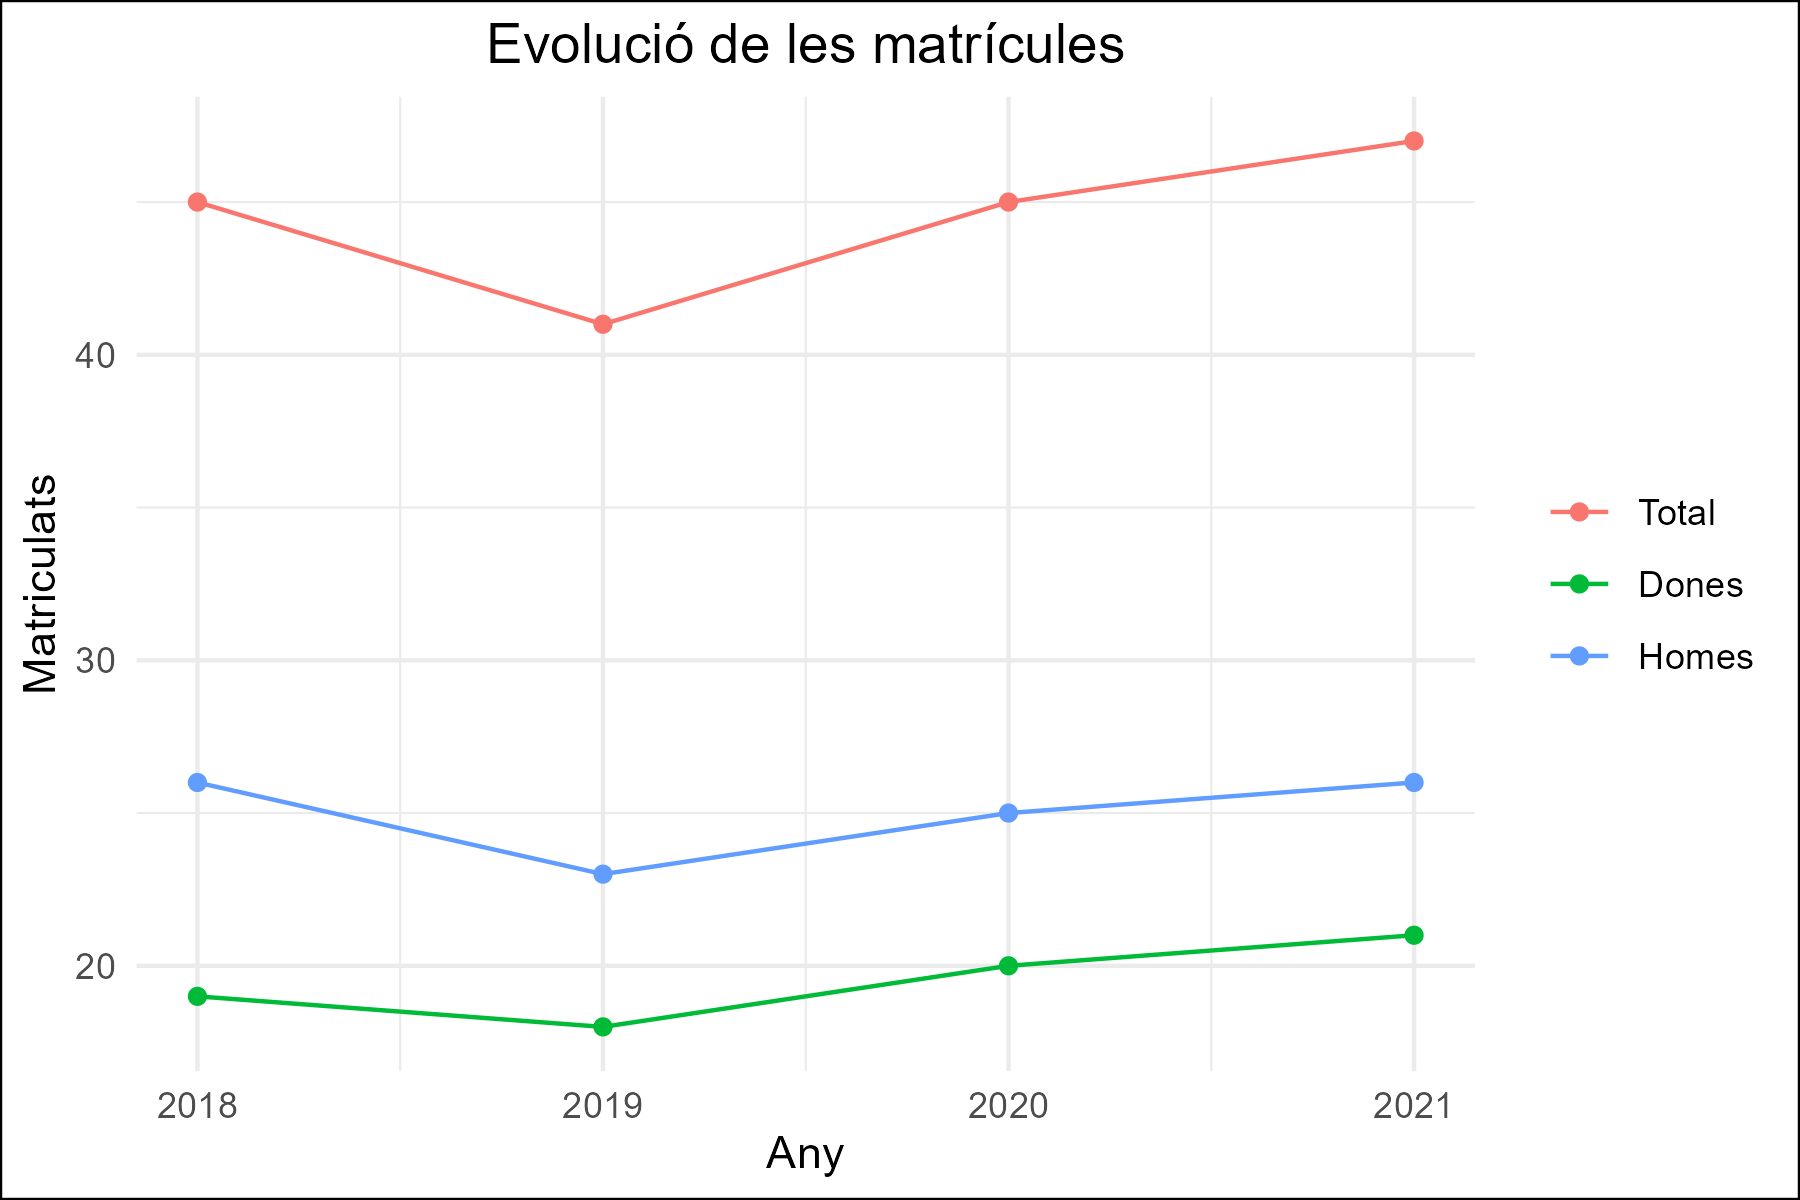 Evolució de les matrícules
Matriculats
40
30
20
2018
2019
2020
2021
Any
Total
Dones
Homes